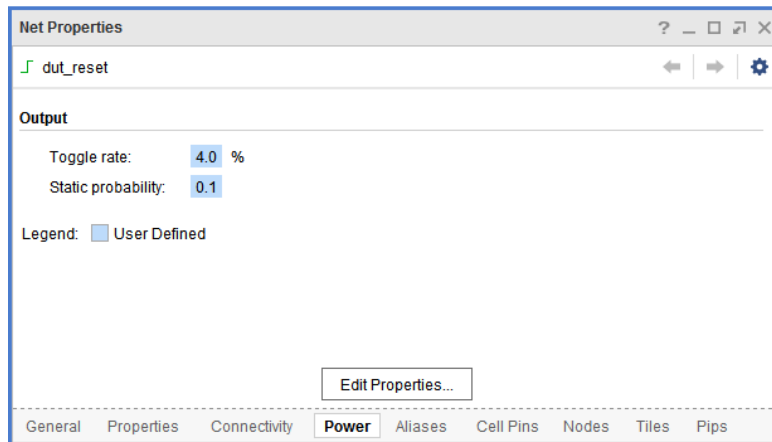 Net Properties
dut_reset
Output
Toggle rate: 4.0 %
Static probability: 0.1
Legend: User Defined
Edit Properties...
General Properties Connectivity Power Aliases Cell Pins Nodes Tiles Pips